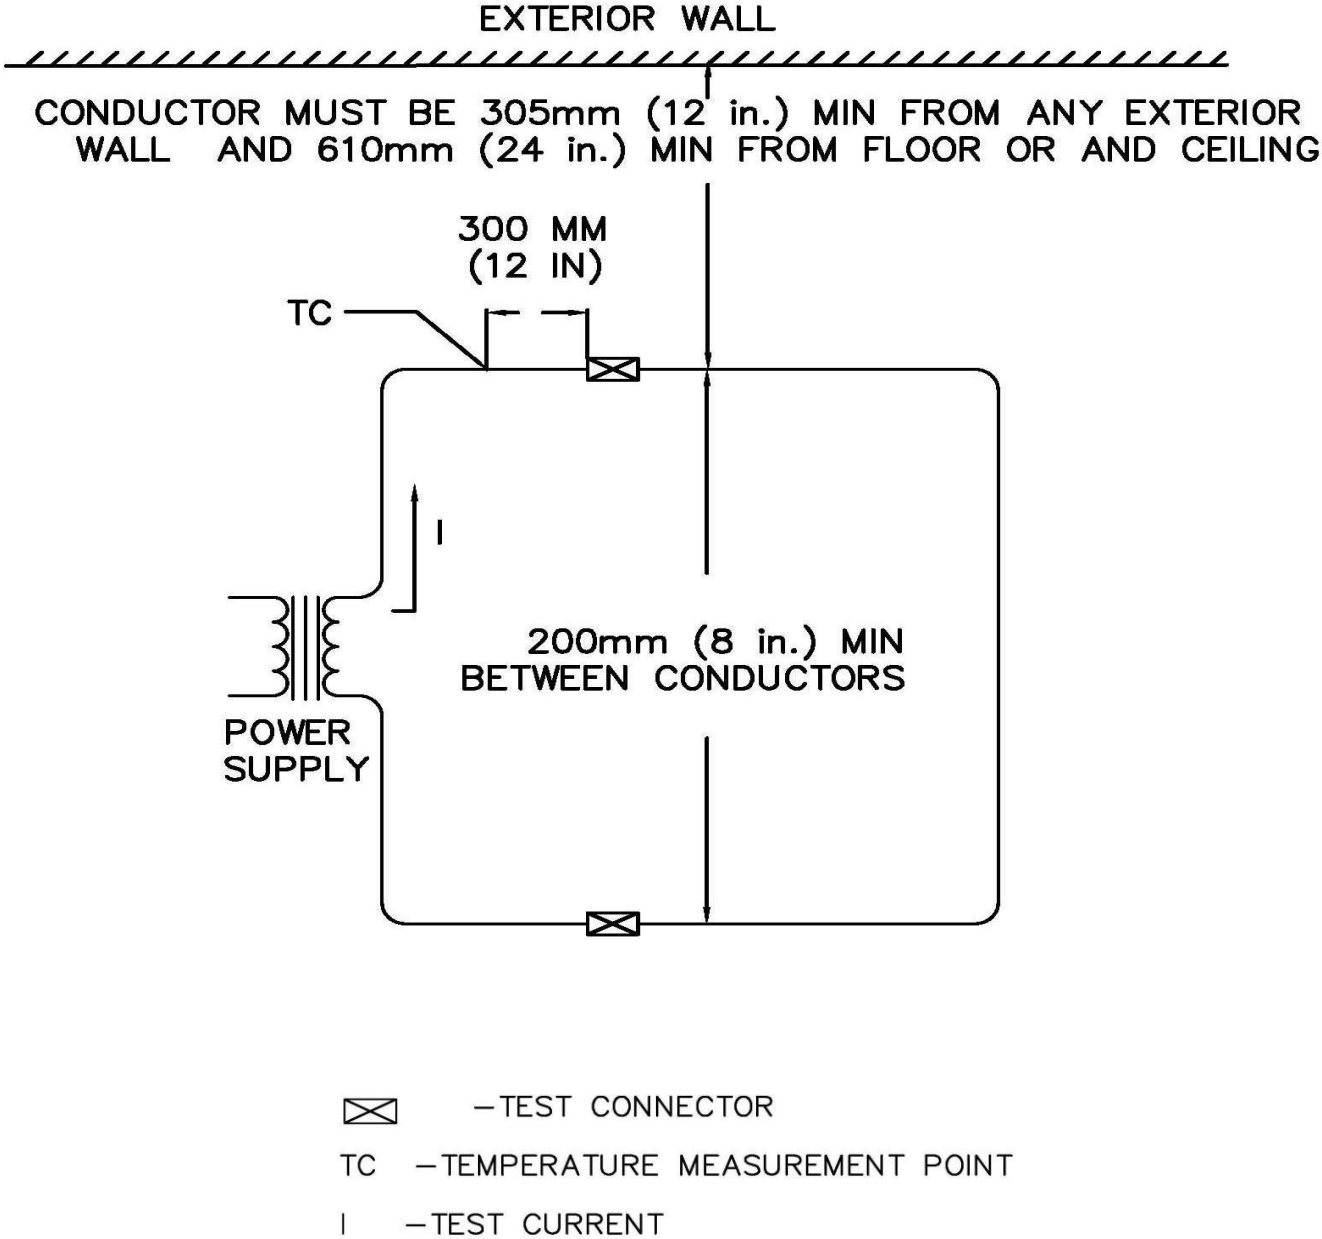 EXTERIOR WALL
CONDUCTOR MUST BE 305mm (12 in.) MIN FROM ANY EXTERIOR
WALL AND 610mm (24 in.) MIN FROM FLOOR OR AND CEILING
300 MM
(12 IN)
TC
I
200mm (8 in.) MIN
BETWEEN CONDUCTORS
POWER
SUPPLY
–TEST CONNECTOR
TC –TEMPERATURE MEASUREMENT POINT
I –TEST CURRENT